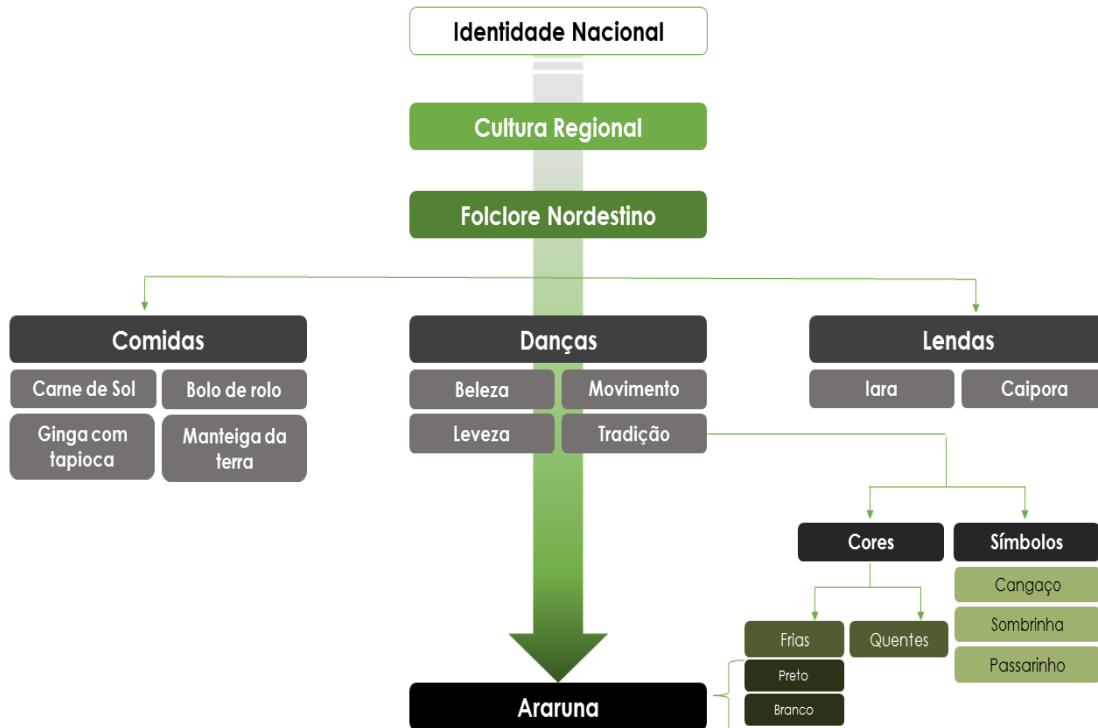 Identidade Nacional
Cultura Regional
Folclore Nordestino
Comidas
Carne de Sol
Bolo de rolo
Ginga com
tapioca
Manteiga da
terra
Danças
Beleza
Movimento
Leveza
Tradição
Lendas
Iara
Caipora
Cores
Símbolos
Frias
Quentes
Preto
Branco
Cangaço
Sombrinha
Passarinho
Araruna